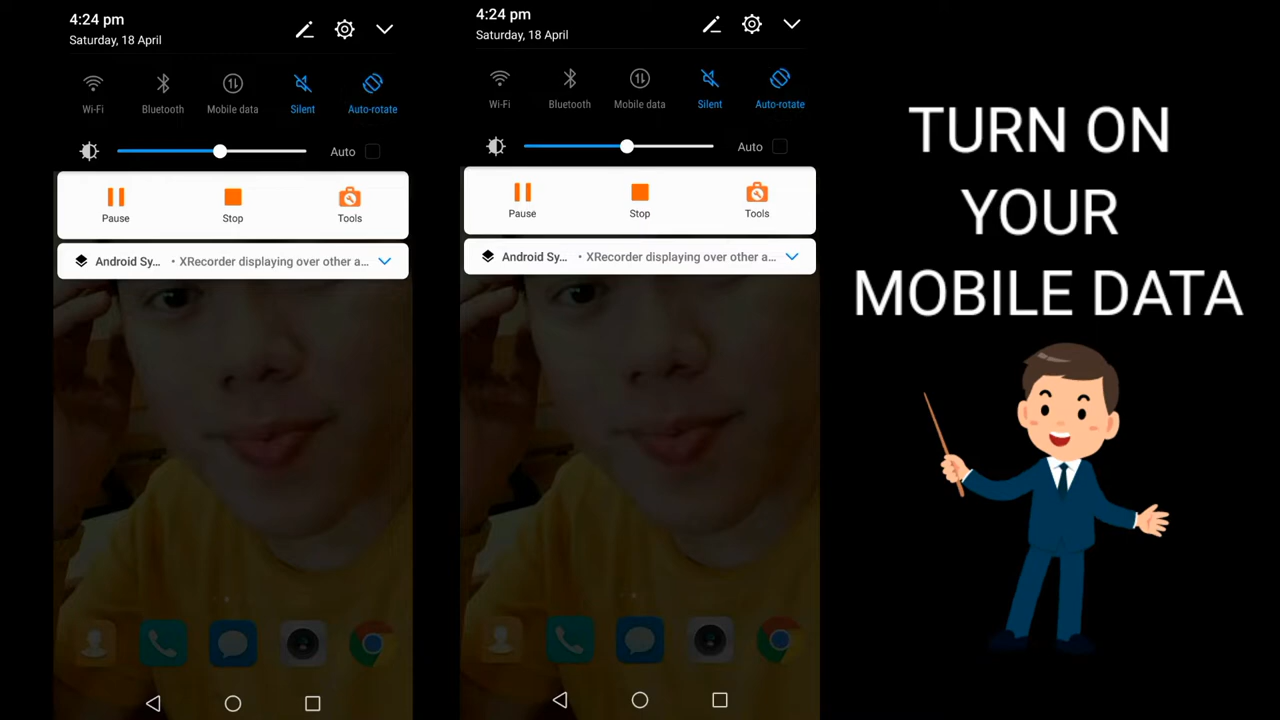 4:24 pm
Saturday, 18 April
Wi-Fi Bluetooth Mobile data Silent Auto-rotate
Auto
Pause Stop Tools
Android Sy... • XRecorder displaying over other a...
4:24 pm
Saturday, 18 April
Wi-Fi Bluetooth Mobile data Silent Auto-rotate
Auto
Pause Stop Tools
Android Sy... • XRecorder displaying over other a...
TURN ON
YOUR
MOBILE DATA